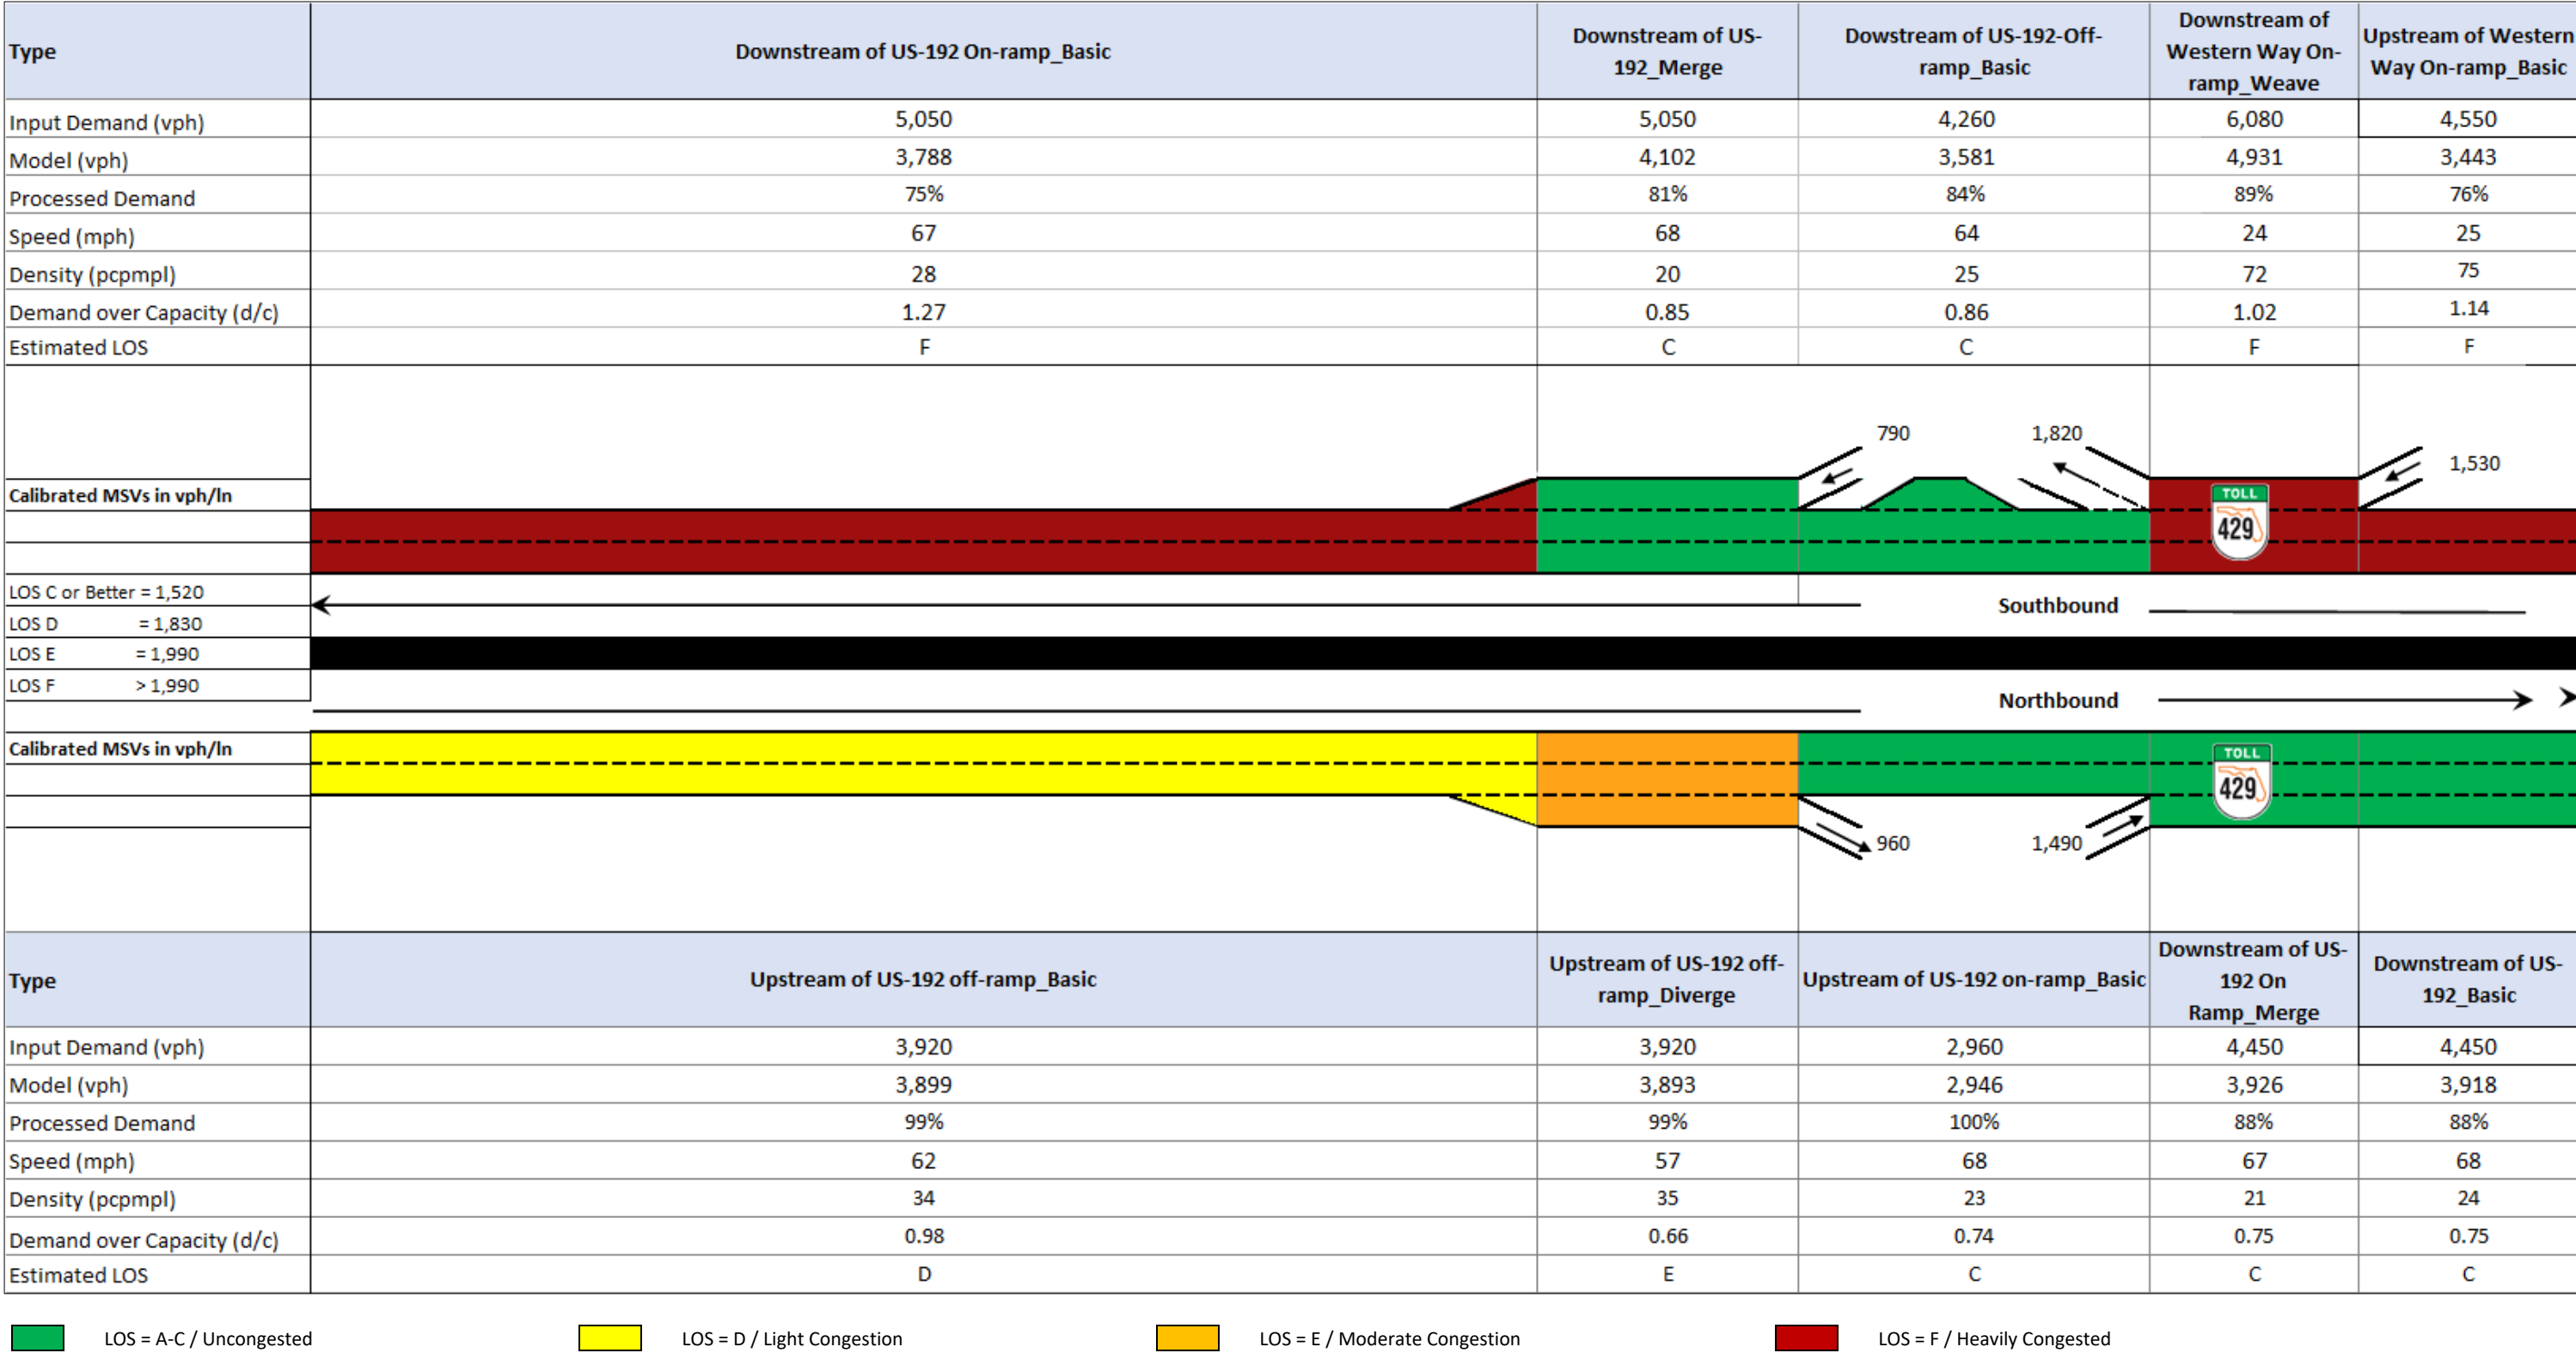 Type Downstream of US-192 On-ramp_Basic Downstream of US-192_Merge Dowstream of US-192-Off-ramp_Basic Downstream of Western Way On-ramp_Weave Upstream of Western Way On-ramp_Basic
Input Demand (vph) 5,050 5,050 4,260 6,080 4,550
Model (vph) 3,788 4,102 3,581 4,931 3,443
Processed Demand 75% 81% 84% 89% 76%
Speed (mph) 67 68 64 24 25
Density (pcpmpl) 28 20 25 72 75
Demand over Capacity (d/c) 1.27 0.85 0.86 1.02 1.14
Estimated LOS F C C F F
790 1,820 1,530
Calibrated MSVs in vph/ln
TOLL
429
LOS C or Better = 1,520
Southbound
LOS D = 1,830
LOS E = 1,990
LOS F > 1,990
Northbound
Calibrated MSVs in vph/ln
TOLL
429
960 1,490
Type Upstream of US-192 off-ramp_Basic Upstream of US-192 off-ramp_Diverge Upstream of US-192 on-ramp_Basic Downstream of US-192 On Ramp_Merge Downstream of US-192_Basic
Input Demand (vph) 3,920 3,920 2,960 4,450 4,450
Model (vph) 3,899 3,893 2,946 3,926 3,918
Processed Demand 99% 99% 100% 88% 88%
Speed (mph) 62 57 68 67 68
Density (pcpmpl) 34 35 23 21 24
Demand over Capacity (d/c) 0.98 0.66 0.74 0.75 0.75
Estimated LOS D E C C C
LOS = A-C / Uncongested LOS = D / Light Congestion LOS = E / Moderate Congestion LOS = F / Heavily Congested